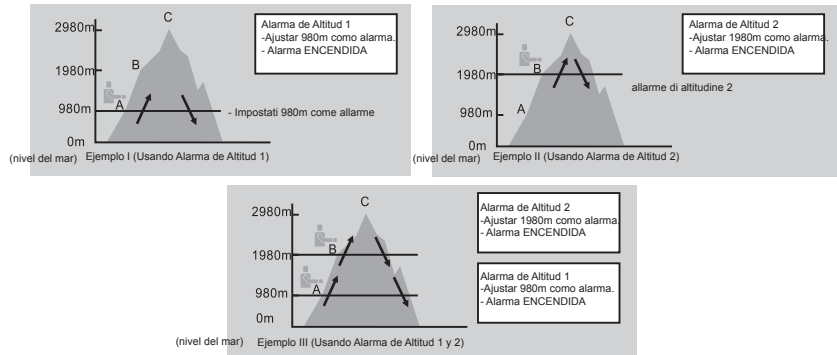 C
2980m
1980m
B
A
980m
0m
(nivel del mar)
Alarma de Altitud 1
-Ajustar 980m como alarma.
- Alarma ENCENDIDA
- Impostati 980m come allarme
Ejemplo I (Usando Alarma de Altitud 1)
C
2980m
1980m
B
A
980m
0m
(nivel del mar)
Alarma de Altitud 2
-Ajustar 1980m como alarma.
- Alarma ENCENDIDA
allarme di altitudine 2
Ejemplo II (Usando Alarma de Altitud 2)
C
2980m
B
1980m
A
980m
0m
(nivel del mar)
Alarma de Altitud 2
-Ajustar 1980m como alarma.
- Alarma ENCENDIDA
Alarma de Altitud 1
-Ajustar 980m como alarma.
- Alarma ENCENDIDA
Ejemplo III (Usando Alarma de Altitud 1 y 2)